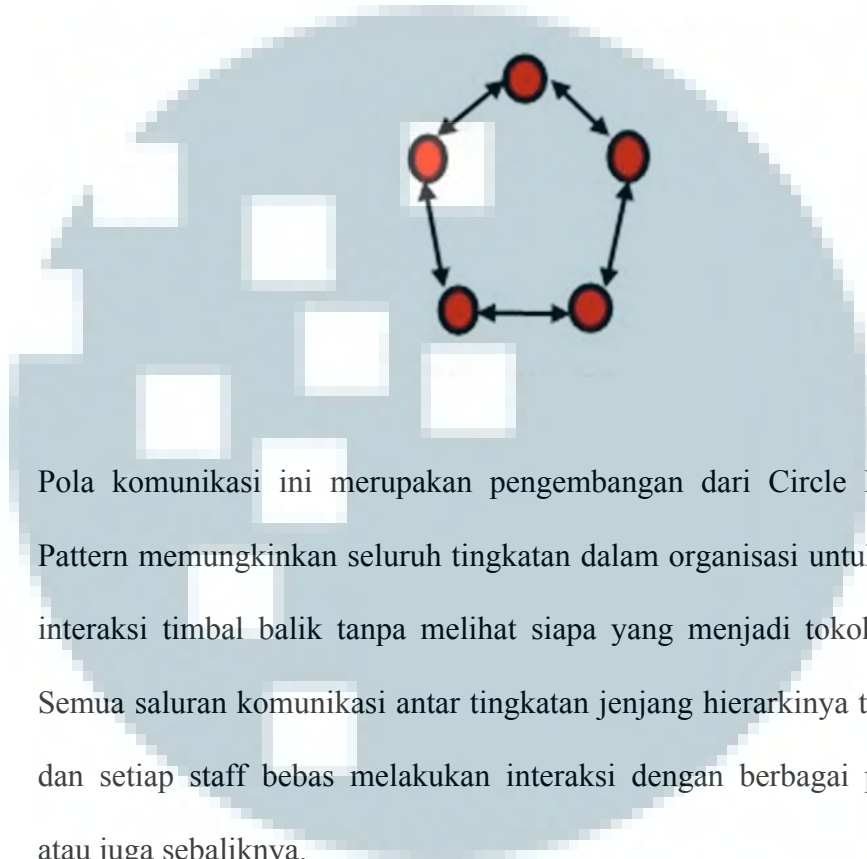 Pola komunikasi ini merupakan pengembangan dari Circle
Pattern memungkinkan seluruh tingkatan dalam organisasi
interaksi timbal balik tanpa melihat siapa yang menjadi
Semua saluran komunikasi antar tingkatan jenjang hierarkinya
dan setiap staff bebas melakukan interaksi dengan berbagai
atau juga sebaliknya.